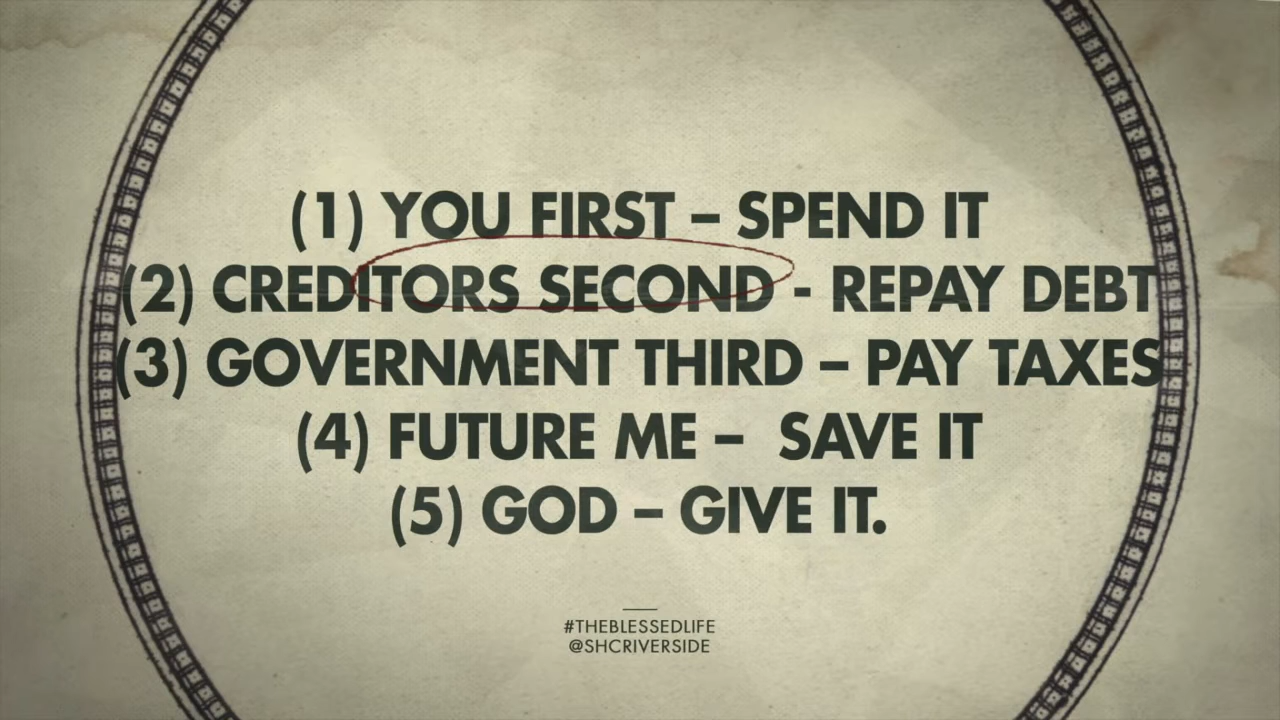 (1) YOU FIRST – SPEND IT
(2) CREDITORS SECOND - REPAY DEBT
(3) GOVERNMENT THIRD – PAY TAXES
(4) FUTURE ME – SAVE IT
(5) GOD – GIVE IT.
#THEBLESSEDLIFE
@SHCRIVERSIDE